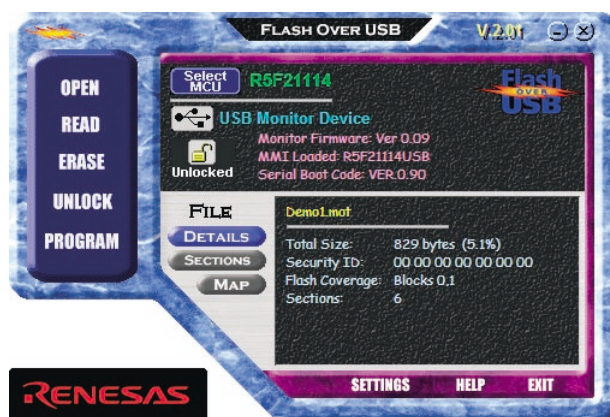 FLASH OVER USB
V.2.01
OPEN
READ
ERASE
UNLOCK
PROGRAM
Select
MCU
R5F21114
Flash
OVER
USB
USB Monitor Device
Monitor Firmware: Ver 0.09
MMI Loaded: R5F21114USB
Serial Boot Code: VER.0.90
Unlocked
FILE
DETAILS
SECTIONS
MAP
Demo1.mot
Total Size: 829 bytes (5.1%)
Security ID: 00 00 00 00 00 00 00
Flash Coverage: Blocks 0,1
Sections: 6
RENESAS
SETTINGS HELP EXIT